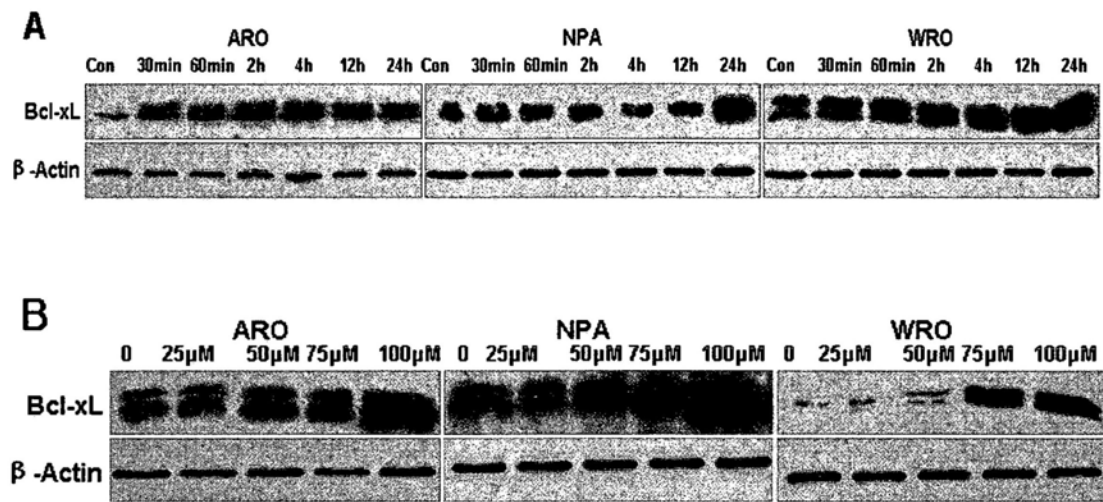 A
ARO NPA WRO
Con 30min 60min 2h 4h 12h 24h Con 30min 60min 2h 4h 12h 24h Con 30min 60min 2h 4h 12h 24h
Bcl-xL
β-Actin
B
ARO NPA WRO
0 25μM 50μM 75μM 100μM 0 25μM 50μM 75μM 100μM 0 25μM 50μM 75μM 100μM
Bcl-xL
β-Actin